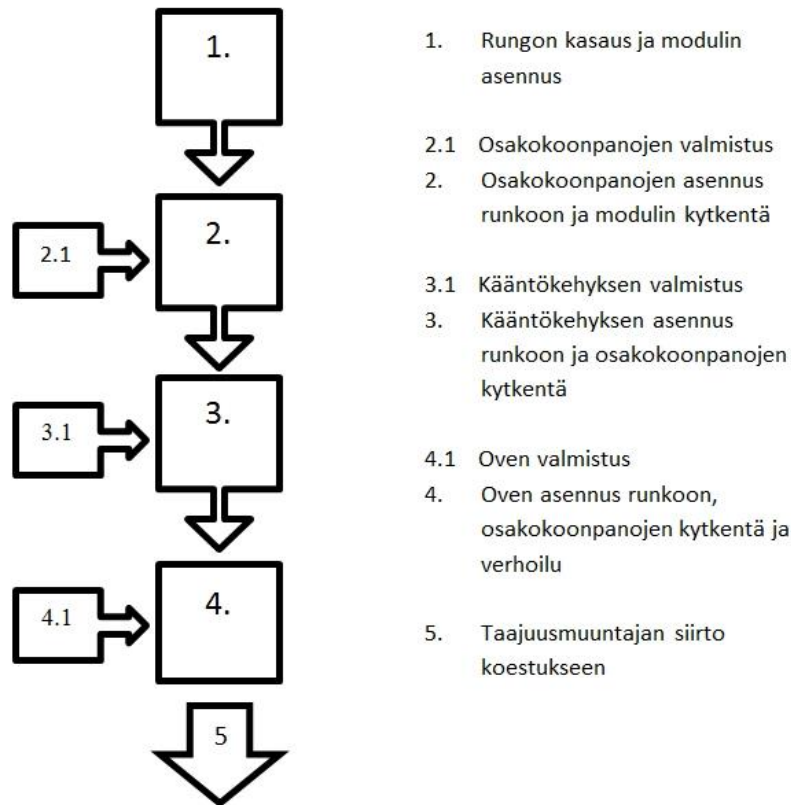 1.
2.
2.1
3.
3.1
4.
4.1
5
1. Rungon kasaus ja modulin
asennus
2.1 Osakokoonpanojen valmistus
2. Osakokoonpanojen asennus
runkoon ja modulin kytkentä
3.1 Kääntökehyksen valmistus
3. Kääntökehyksen asennus
runkoon ja osakokoonpanojen
kytkentä
4.1 Oven valmistus
4. Oven asennus runkoon,
osakokoonpanojen kytkentä ja
verhoilu
5. Taajuusmuuntajan siirto
koestukseen